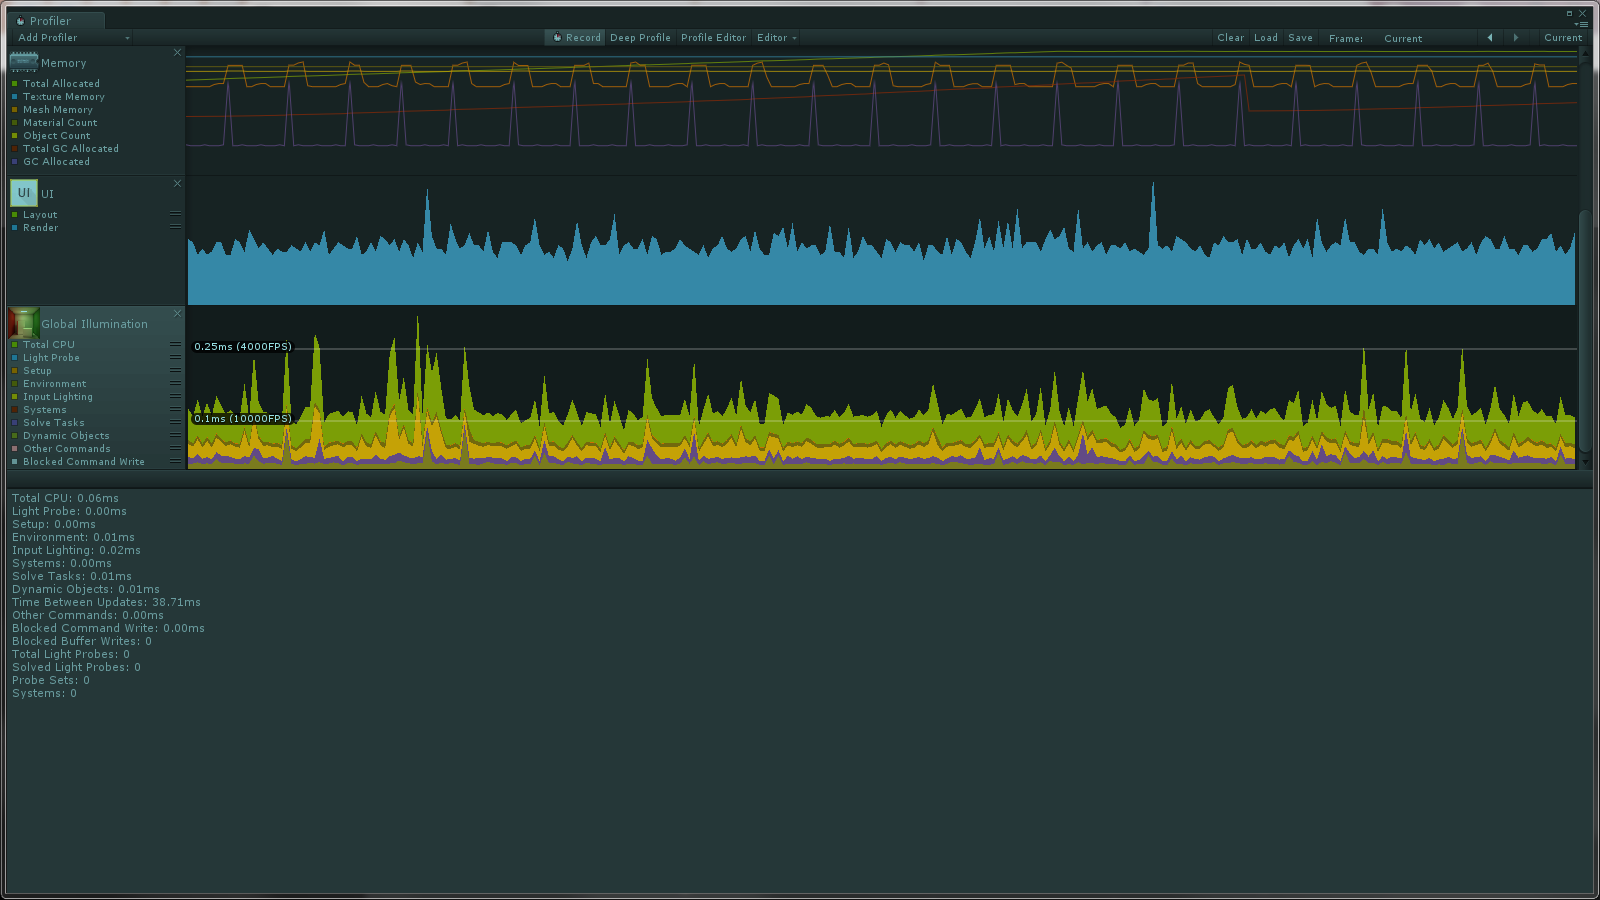 Profiler
Add Profiler
Record Deep Profile Profile Editor Editor
Clear Load Save Frame: Current Current
Memory
Total Allocated
Texture Memory
Mesh Memory
Material Count
Object Count
Total GC Allocated
GC Allocated
UI UI
Layout
Render
Global Illumination
Total CPU
Light Probe
Setup
Environment
Input Lighting
Systems
Solve Tasks
Dynamic Objects
Other Commands
Blocked Command Write
0.25ms (4000FPS)
0.1ms (10000FPS)
Total CPU: 0.06ms
Light Probe: 0.00ms
Setup: 0.00ms
Environment: 0.01ms
Input Lighting: 0.02ms
Systems: 0.00ms
Solve Tasks: 0.01ms
Dynamic Objects: 0.01ms
Time Between Updates: 38.71ms
Other Commands: 0.00ms
Blocked Command Write: 0.00ms
Blocked Buffer Writes: 0
Total Light Probes: 0
Solved Light Probes: 0
Probe Sets: 0
Systems: 0